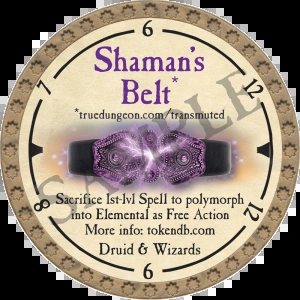 6
Shaman's
Belt*
*truedungeon.com/transmuted
7
12
SAMPLE
8
12
Sacrifice 1st-lvl Spell to polymorph
into Elemental as Free Action
More info: tokendb.com
Druid & Wizards
6